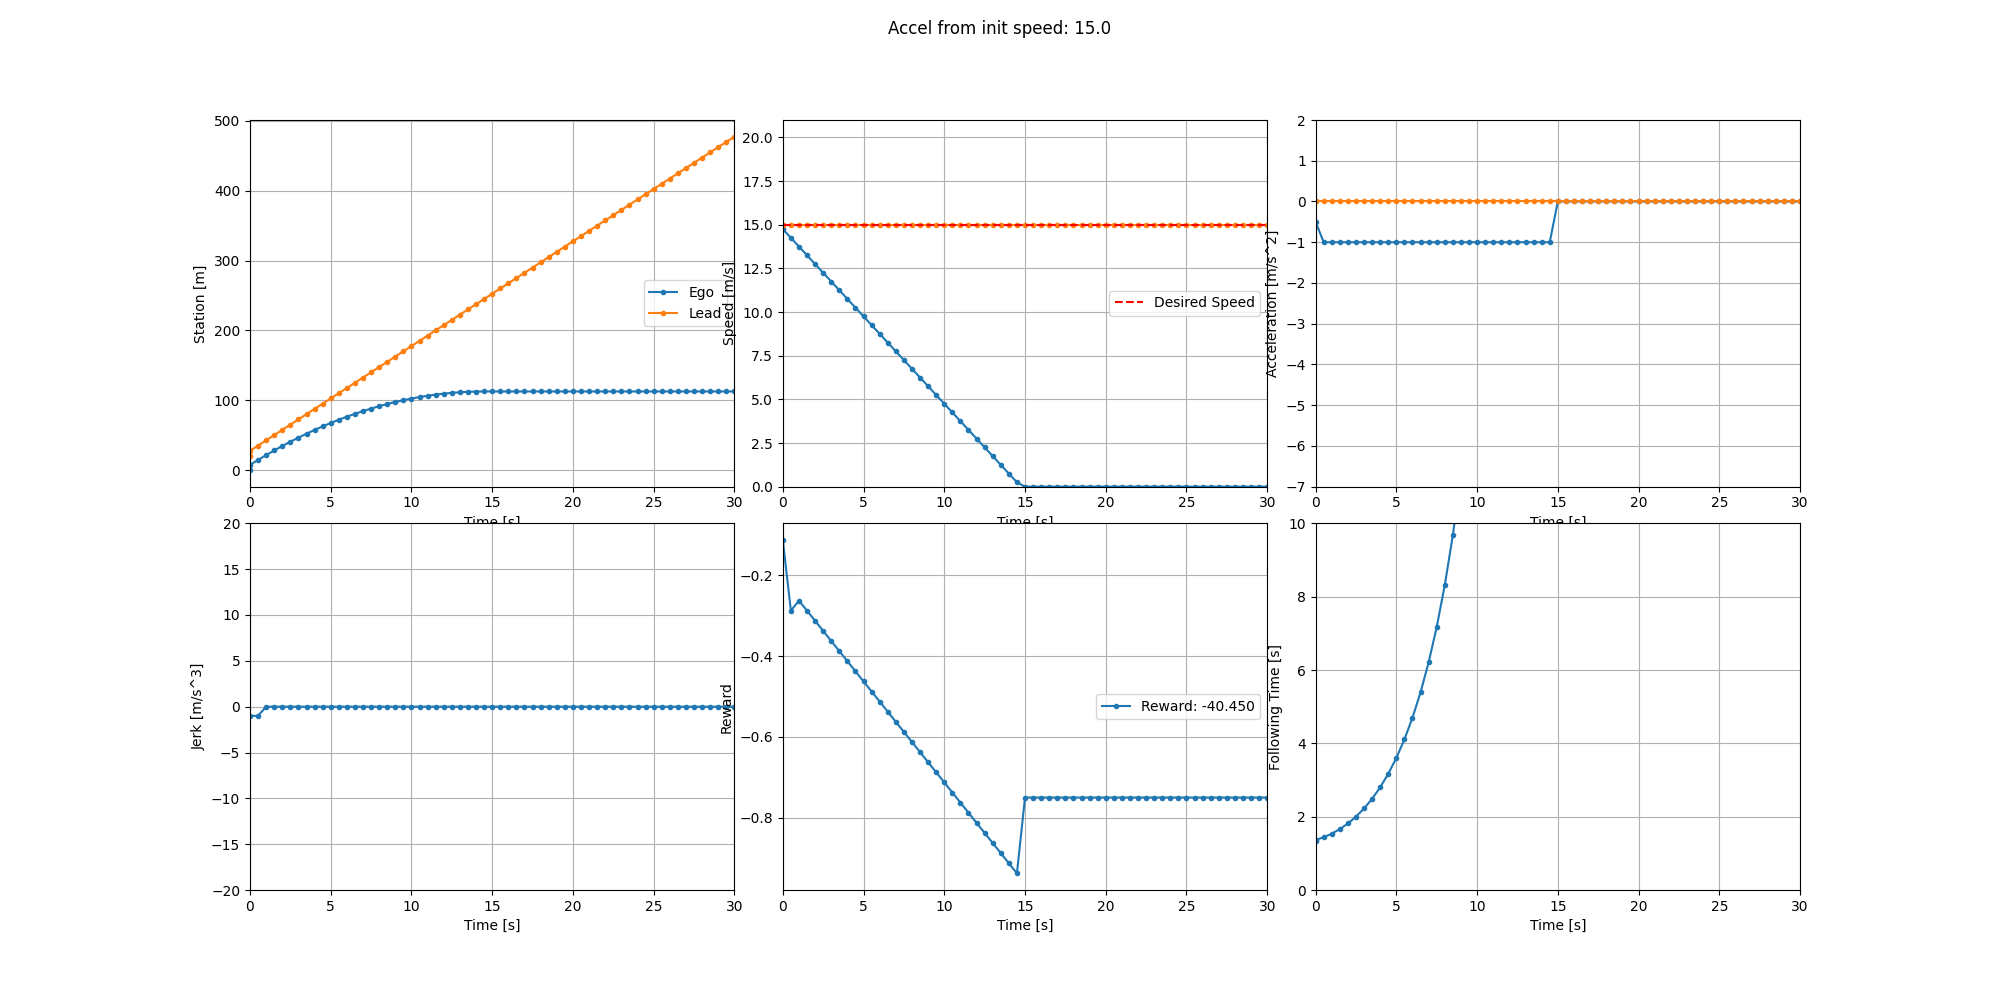 Accel from init speed: 15.0
500
400
300
200
100
0
Station [m]
Ego
Lead
0 5 10 15 20 25 30
Time [s]
20.0
17.5
15.0
12.5
10.0
7.5
5.0
2.5
0.0
Speed [m/s]
Desired Speed
0 5 10 15 20 25 30
Time [s]
2
1
0
−1
−2
−3
−4
−5
−6
−7
Acceleration [m/s^2]
0 5 10 15 20 25 30
Time [s]
20
15
10
5
0
−5
−10
−15
−20
Jerk [m/s^3]
0 5 10 15 20 25 30
Time [s]
−0.2
−0.4
−0.6
−0.8
Reward
Reward: -40.450
0 5 10 15 20 25 30
Time [s]
10
8
6
4
2
0
Following Time [s]
0 5 10 15 20 25 30
Time [s]